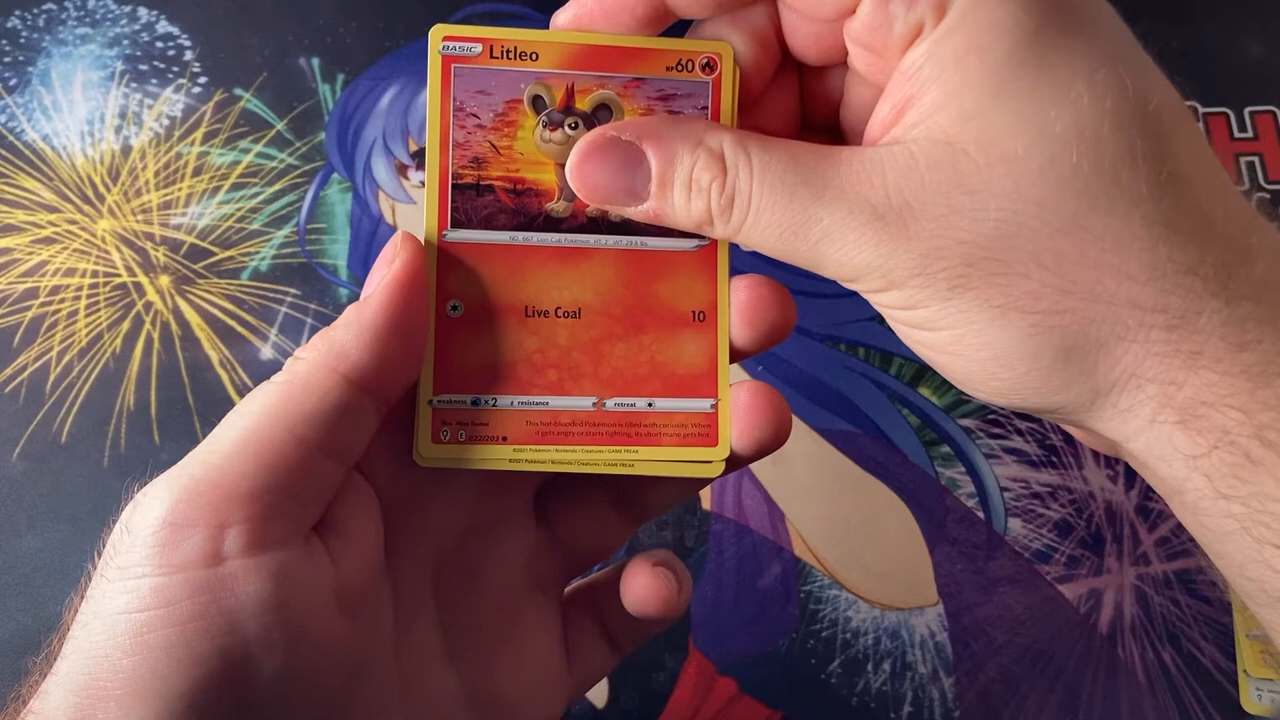 BASIC Litleo HP60
NO. 667 Lion Cub Pokémon HT: 2' WT: 29.8 lbs.
Live Coal 10
weakness ×2 resistance retreat
This hot-blooded Pokémon is filled with curiosity. When
it gets angry or starts fighting, its short mane gets hot.
E 022/203
©2021 Pokémon / Nintendo / Creatures / GAME FREAK
©2021 Pokémon / Nintendo / Creatures / GAME FREAK